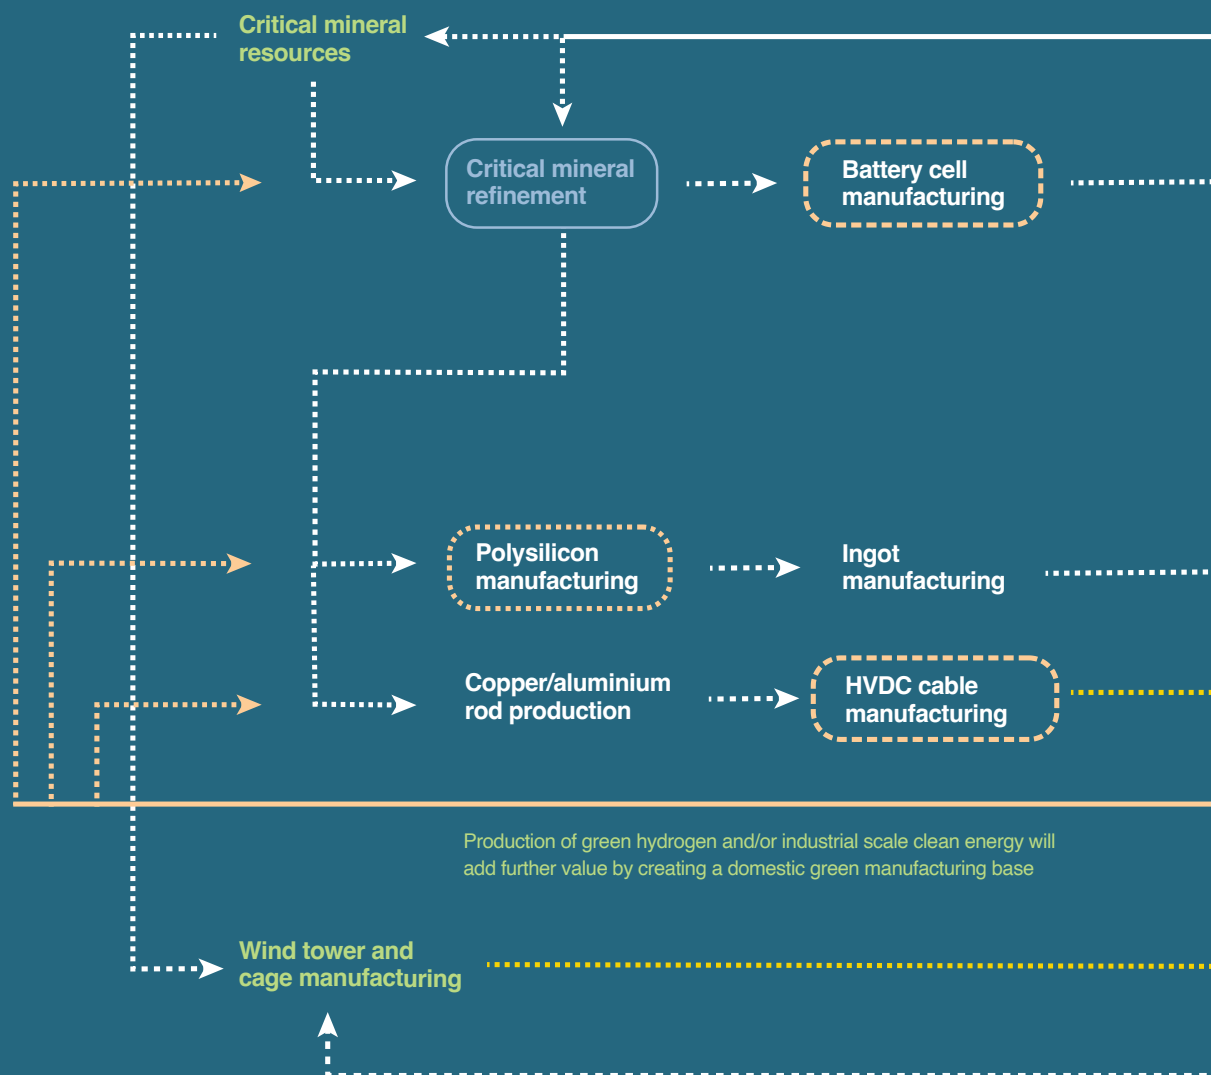 Critical mineral
resources
Critical mineral
refinement
Battery cell
manufacturing
Polysilicon
manufacturing
Ingot
manufacturing
Copper/aluminium
rod production
HVDC cable
manufacturing
Production of green hydrogen and/or industrial scale clean energy will
add further value by creating a domestic green manufacturing base
Wind tower and
cage manufacturing